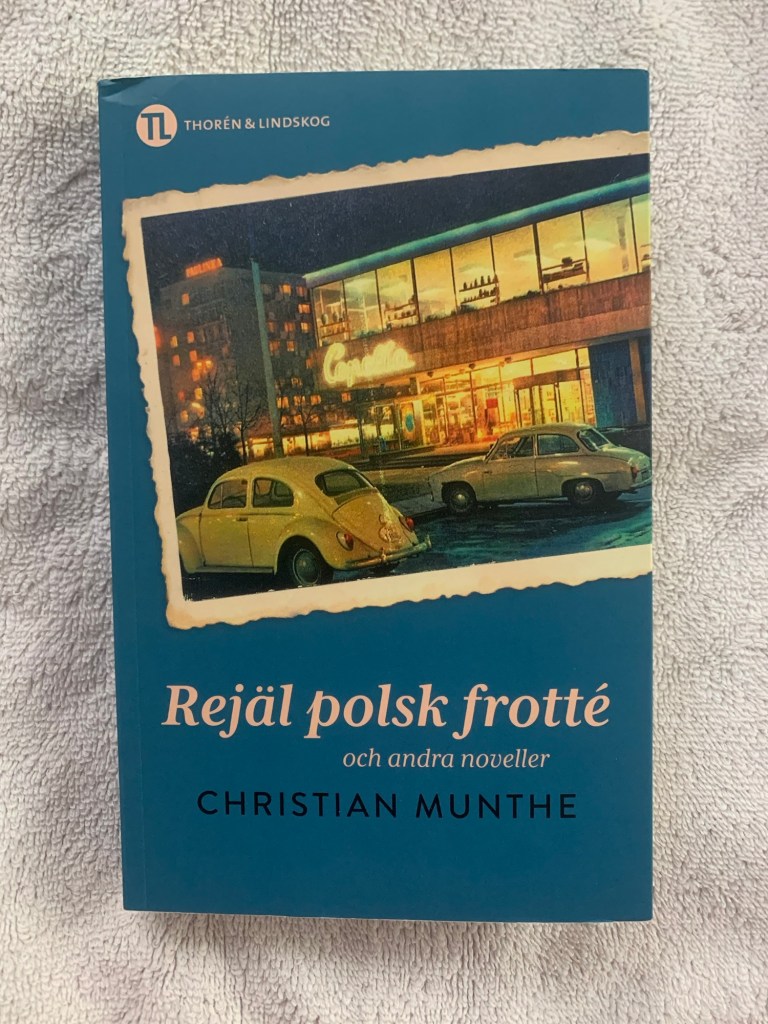 TL THORÉN & LINDSKOG
Capella
Rejäl polsk frotté
och andra noveller
CHRISTIAN MUNTHE